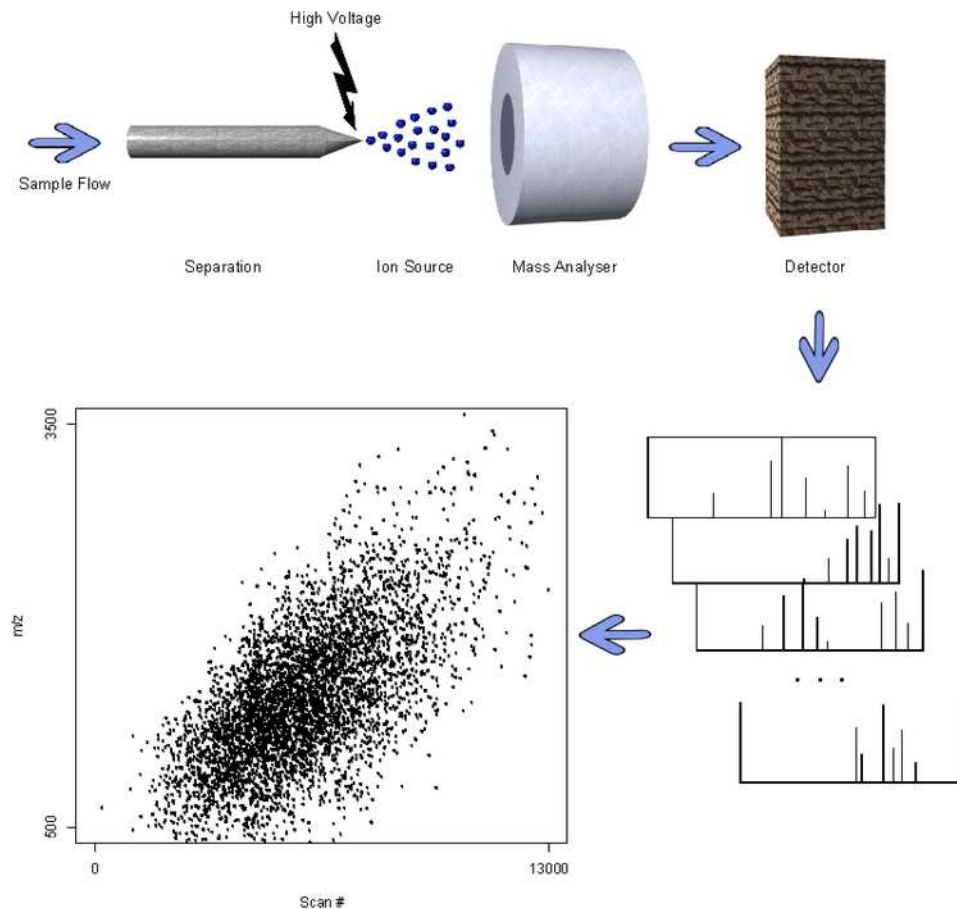 High Voltage
Sample Flow
Separation
Ion Source
Mass Analyser
Detector
3500
m/z
500
0
13000
Scan #